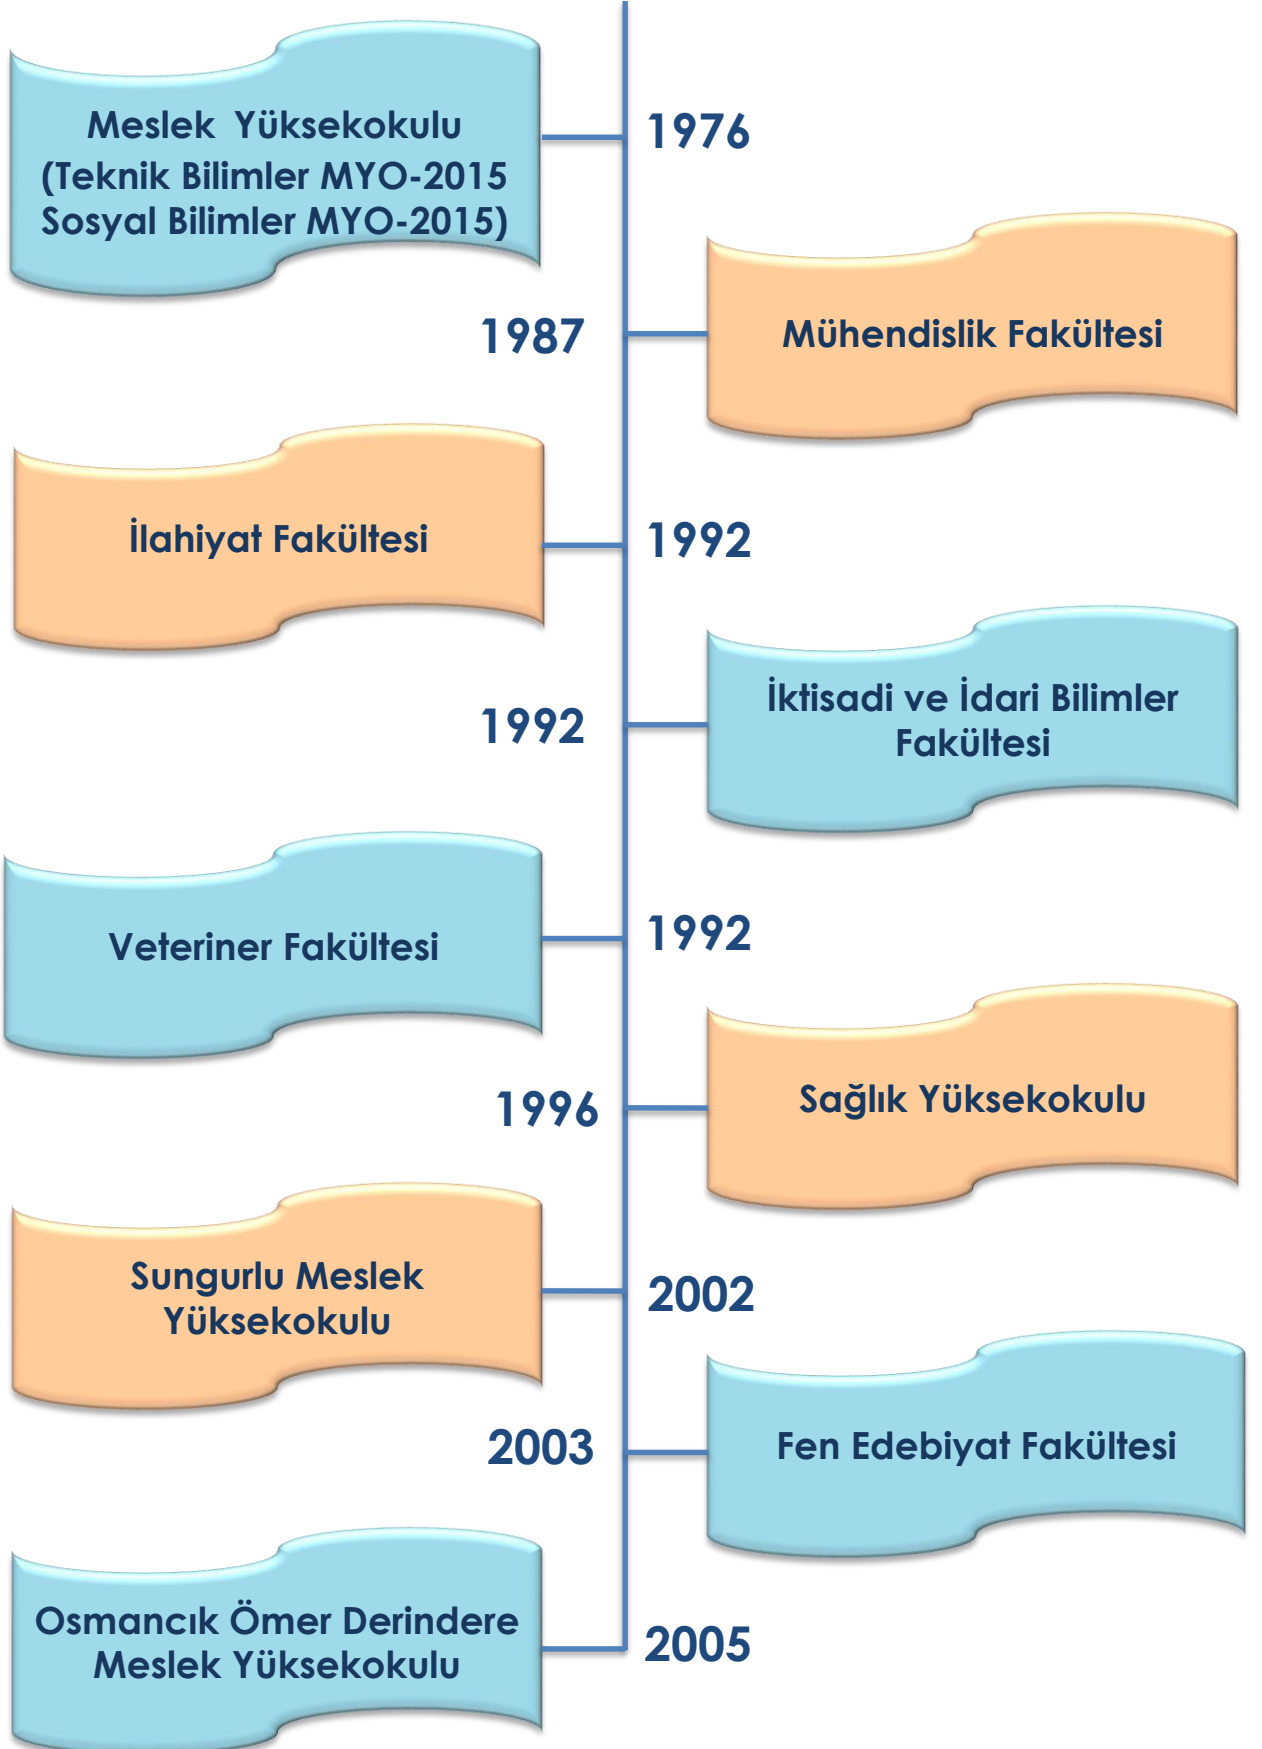 Meslek Yüksekokulu
(Teknik Bilimler MYO-2015
Sosyal Bilimler MYO-2015)
1976
1987
Mühendislik Fakültesi
İlahiyat Fakültesi
1992
1992
İktisadi ve İdari Bilimler
Fakültesi
Veteriner Fakültesi
1992
1996
Sağlık Yüksekokulu
Sungurlu Meslek
Yüksekokulu
2002
2003
Fen Edebiyat Fakültesi
Osmancık Ömer Derindere
Meslek Yüksekokulu
2005